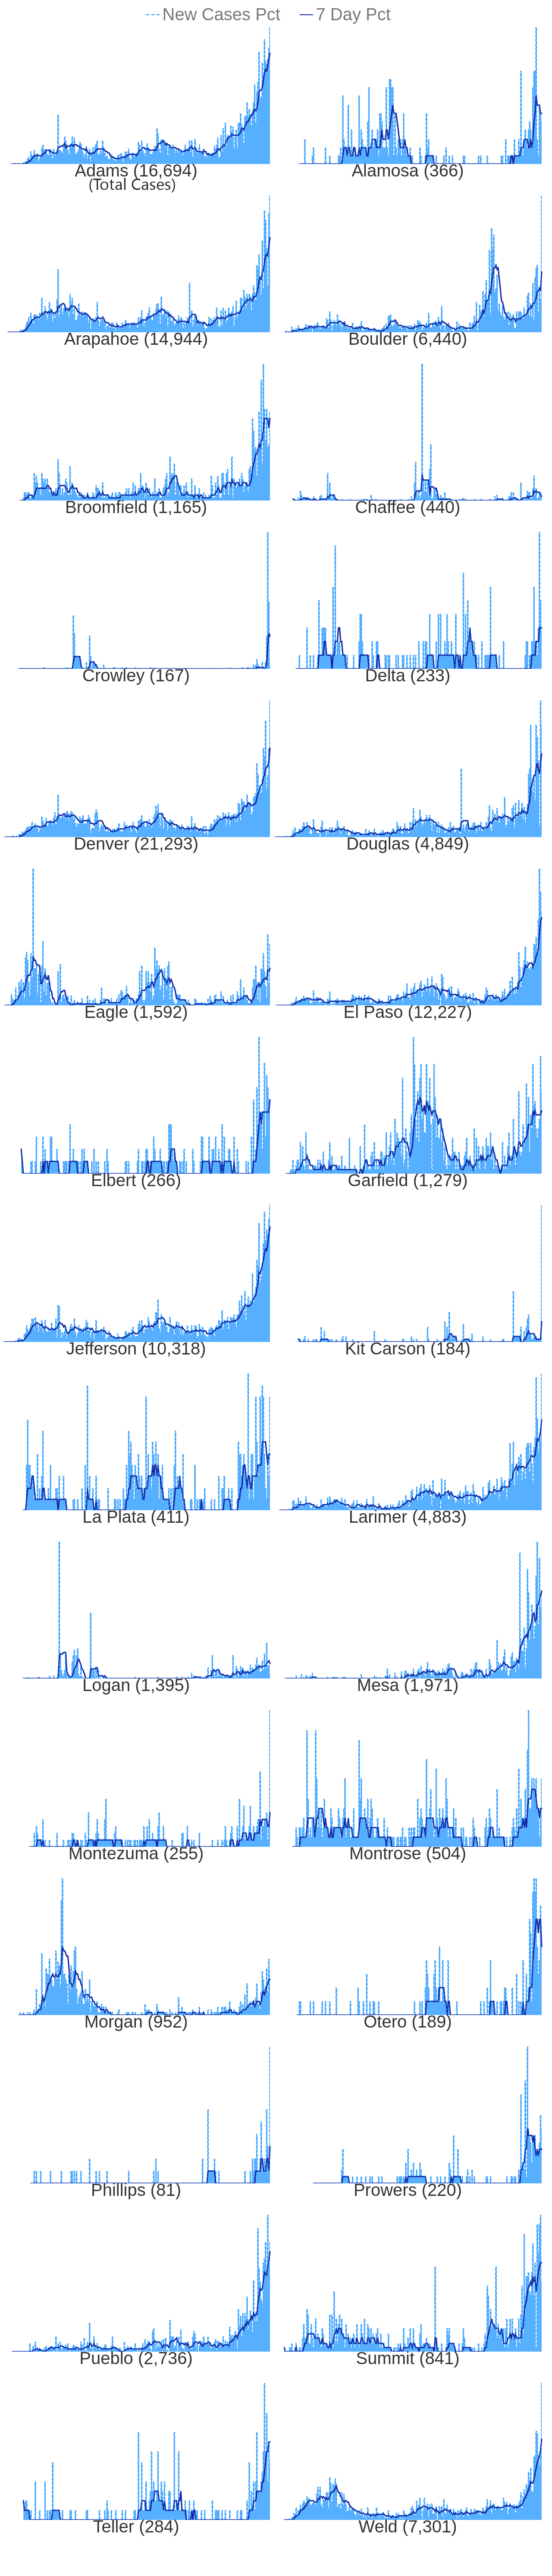 New Cases Pct 7 Day Pct
Adams (16,694) Alamosa (366)
(Total Cases)
Arapahoe (14,944) Boulder (6,440)
Broomfield (1,165) Chaffee (440)
Crowley (167) Delta (233)
Denver (21,293) Douglas (4,849)
Eagle (1,592) El Paso (12,227)
Elbert (266) Garfield (1,279)
Jefferson (10,318) Kit Carson (184)
La Plata (411) Larimer (4,883)
Logan (1,395) Mesa (1,971)
Montezuma (255) Montrose (504)
Morgan (952) Otero (189)
Phillips (81) Prowers (220)
Pueblo (2,736) Summit (841)
Teller (284) Weld (7,301)